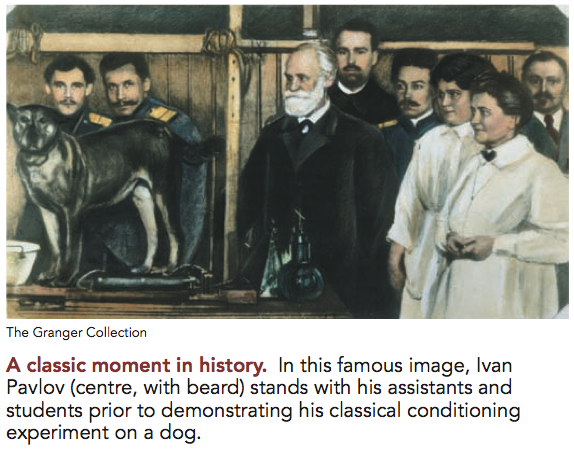 The Granger Collection
A classic moment in history. In this famous image, Ivan
Pavlov (centre, with beard) stands with his assistants and
students prior to demonstrating his classical conditioning
experiment on a dog.